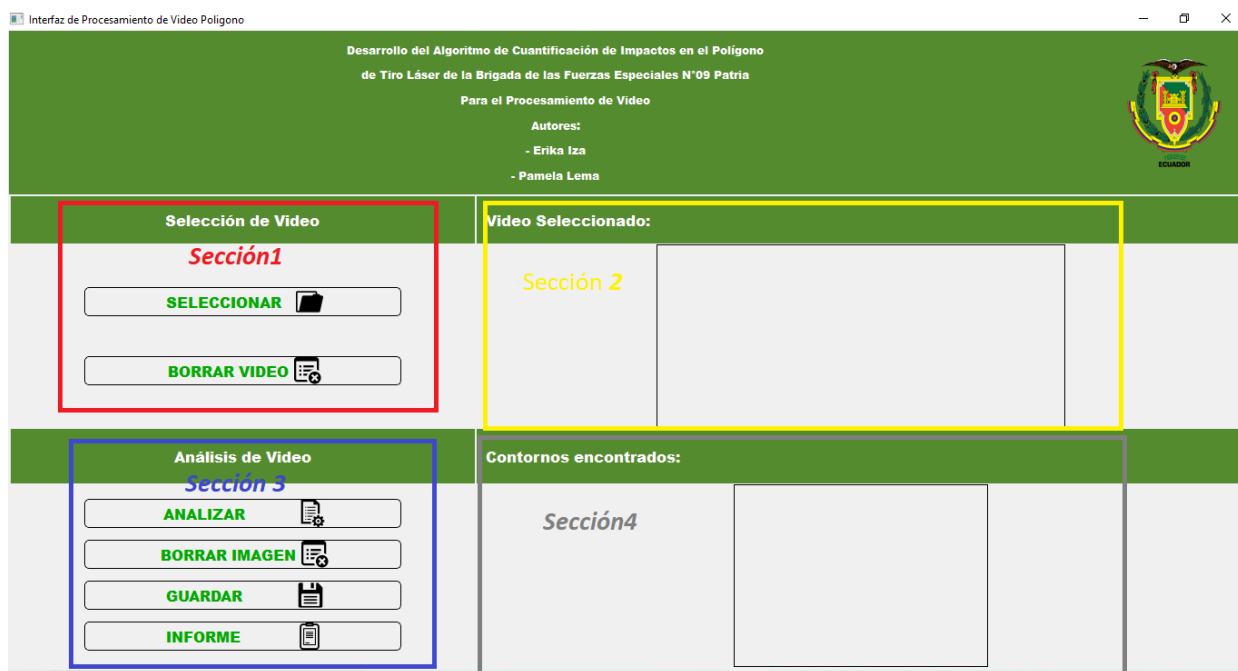 Interfaz de Procesamiento de Video Poligono
Desarrollo del Algoritmo de Cuantificación de Impactos en el Polígono
de Tiro Láser de la Brigada de las Fuerzas Especiales N°09 Patria
Para el Procesamiento de Video
Autores:
- Erika Iza
- Pamela Lema
ECUADOR
Selección de Video
Sección1
SELECCIONAR
BORRAR VIDEO
Video Seleccionado:
Sección 2
Análisis de Video
Sección 3
ANALIZAR
BORRAR IMAGEN
GUARDAR
INFORME
Contornos encontrados:
Sección4